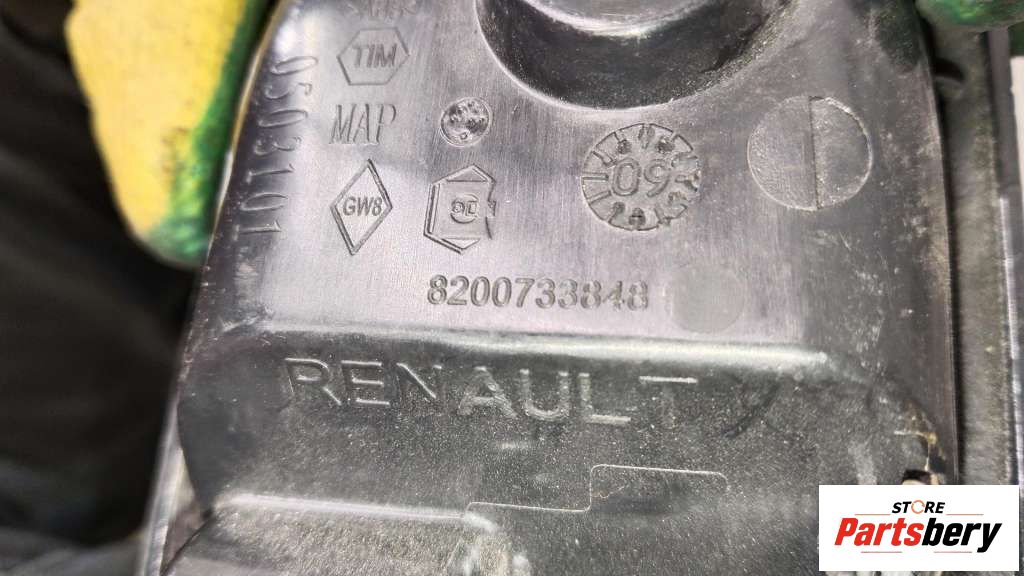 TIM
MAP
0503101
GW8
09
8200733848
RENAULT
STORE
Partsbery